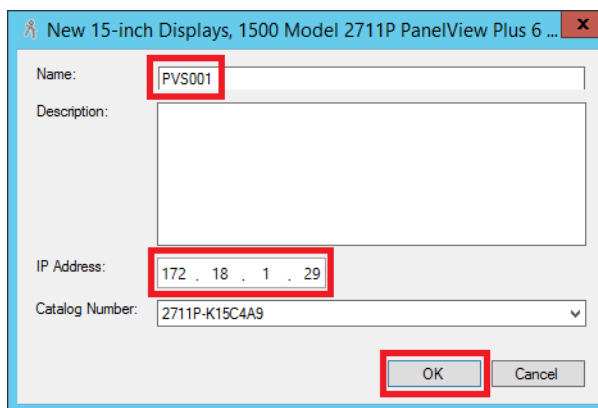 New 15-inch Displays, 1500 Model 2711P PanelView Plus 6 ... x
Name: PVS001
Description:
IP Address: 172 . 18 . 1 . 29
Catalog Number: 2711P-K15C4A9
OK Cancel